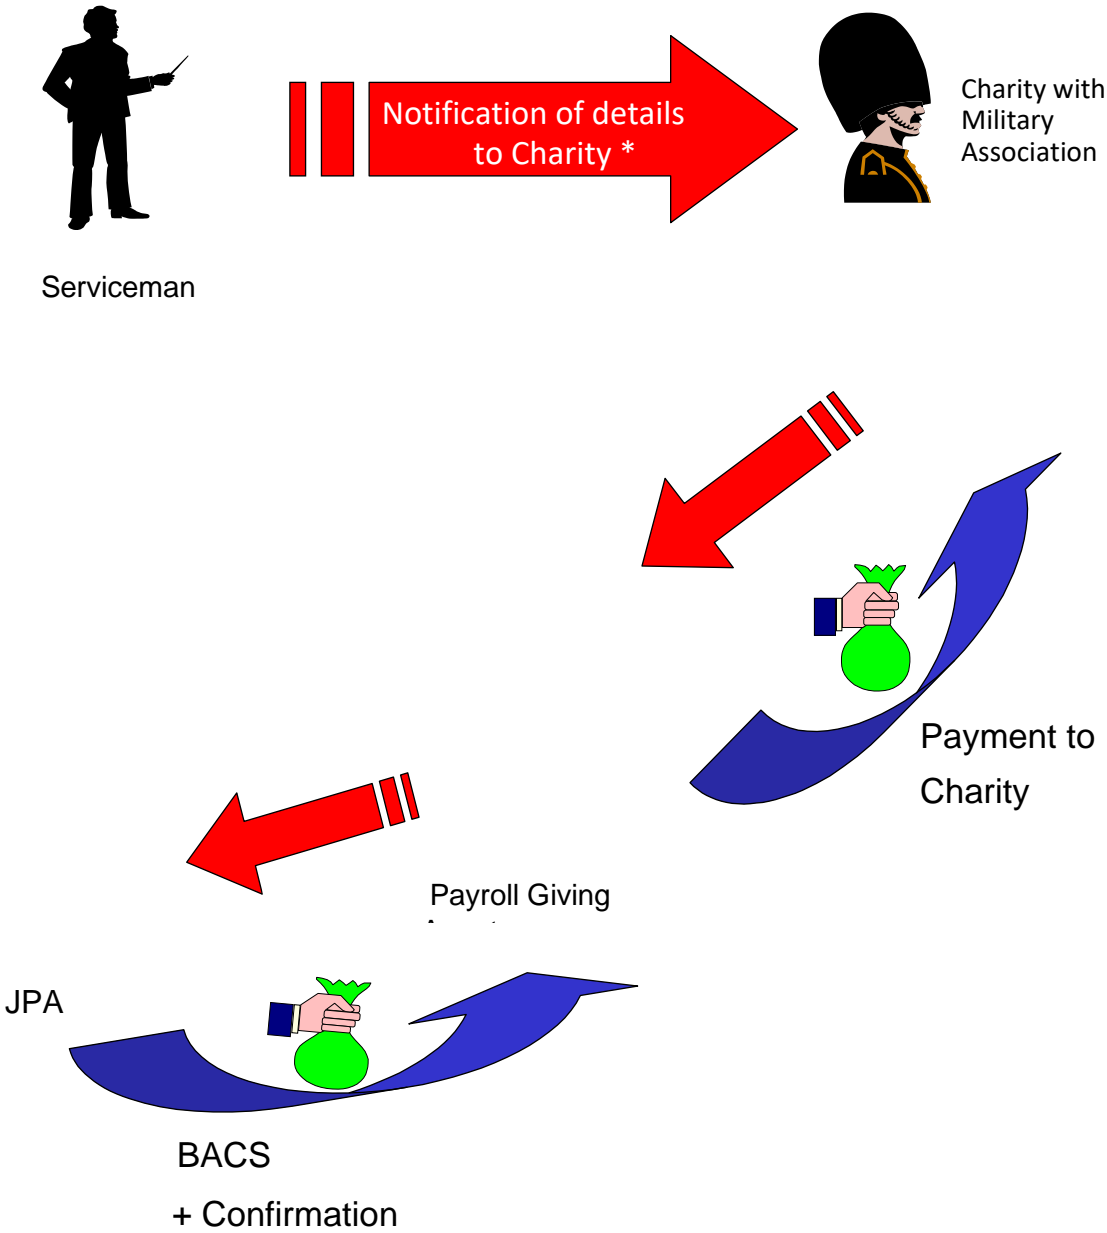 Notification of details
to Charity *
Charity with
Military
Association
Serviceman
Payment to
Charity
Payroll Giving
JPA
BACS
+ Confirmation